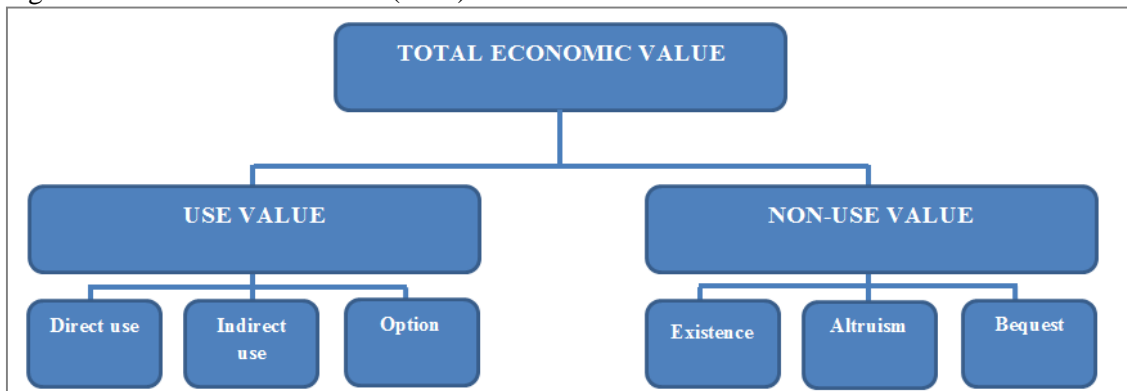 TOTAL ECONOMIC VALUE
USE VALUE
NON-USE VALUE
Direct use
Indirect
use
Option
Existence
Altruism
Bequest